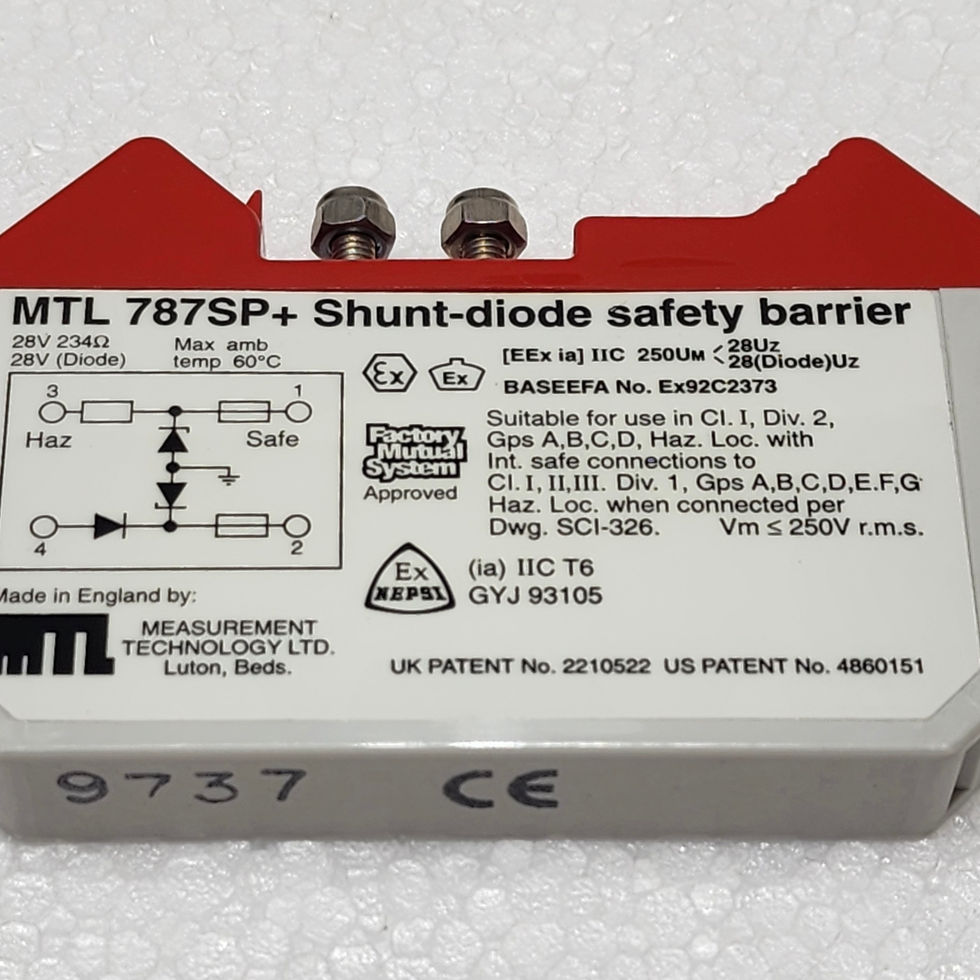 MTL 787SP+ Shunt-diode safety barrier
28V 234Ω
28V (Diode)
Max amb
temp 60°C
3
1
Haz
Safe
4
2
Ex
Ex
[EEx ia] IIC 250UM < 28Uz
28(Diode)Uz
BASEEFA No. Ex92C2373
Factory
Mutual
System
Approved
Suitable for use in Cl. I, Div. 2,
Gps A,B,C,D, Haz. Loc. with
Int. safe connections to
Cl. I, II,III. Div. 1, Gps A,B,C,D,E.F,G
Haz. Loc. when connected per
Dwg. SCI-326. Vm ≤ 250V r.m.s.
Ex
NEPSI
(ia) IIC T6
GYJ 93105
Made in England by:
MTL
MEASUREMENT
TECHNOLOGY LTD.
Luton, Beds.
UK PATENT No. 2210522 US PATENT No. 4860151
9737 CE